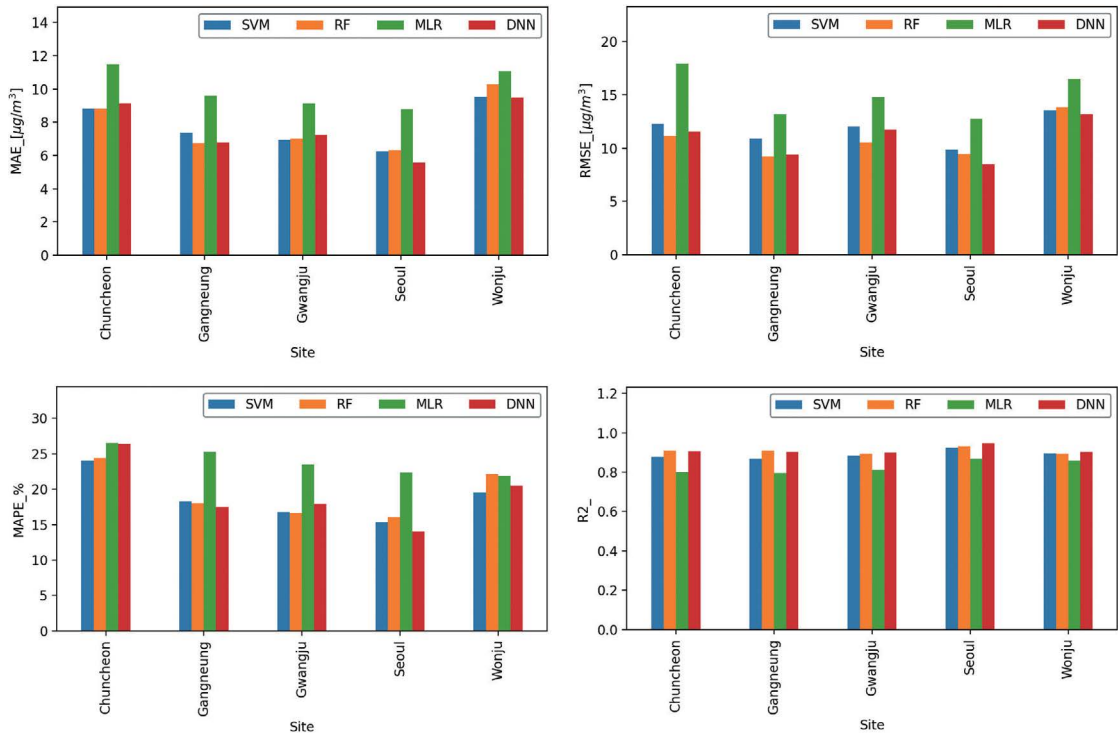 SVM RF MLR DNN
14
12
10
8
6
4
2
0
MAE_[μg/m³]
Chuncheon
Gangneung
Gwangju
Seoul
Wonju
Site
SVM RF MLR DNN
20
15
10
5
0
RMSE_[μg/m³]
Chuncheon
Gangneung
Gwangju
Seoul
Wonju
Site
SVM RF MLR DNN
30
25
20
15
10
5
0
MAPE_%
Chuncheon
Gangneung
Gwangju
Seoul
Wonju
Site
SVM RF MLR DNN
1.2
1.0
0.8
0.6
0.4
0.2
0.0
R2_
Chuncheon
Gangneung
Gwangju
Seoul
Wonju
Site